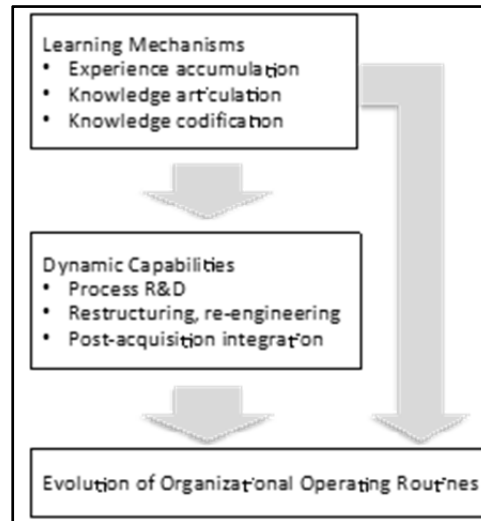 Learning Mechanisms
• Experience accumulation
• Knowledge articulation
• Knowledge codification
Dynamic Capabilities
• Process R&D
• Restructuring, re-engineering
• Post-acquisition integration
Evolution of Organizational Operating Routines